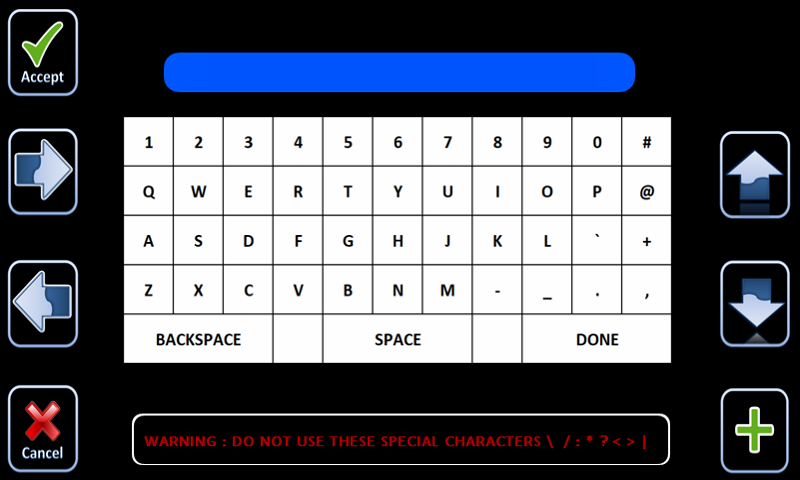 Accept
1 2 3 4 5 6 7 8 9 0 #
Q W E R T Y U I O P @
A S D F G H J K L ` +
Z X C V B N M - _ . ,
BACKSPACE SPACE DONE
Cancel
WARNING : DO NOT USE THESE SPECIAL CHARACTERS \ / : * ? < > |